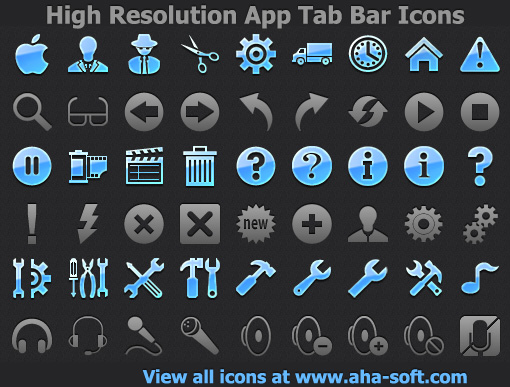 High Resolution App Tab Bar Icons
? ? i i ?
!
new
View all icons at www.aha-soft.com